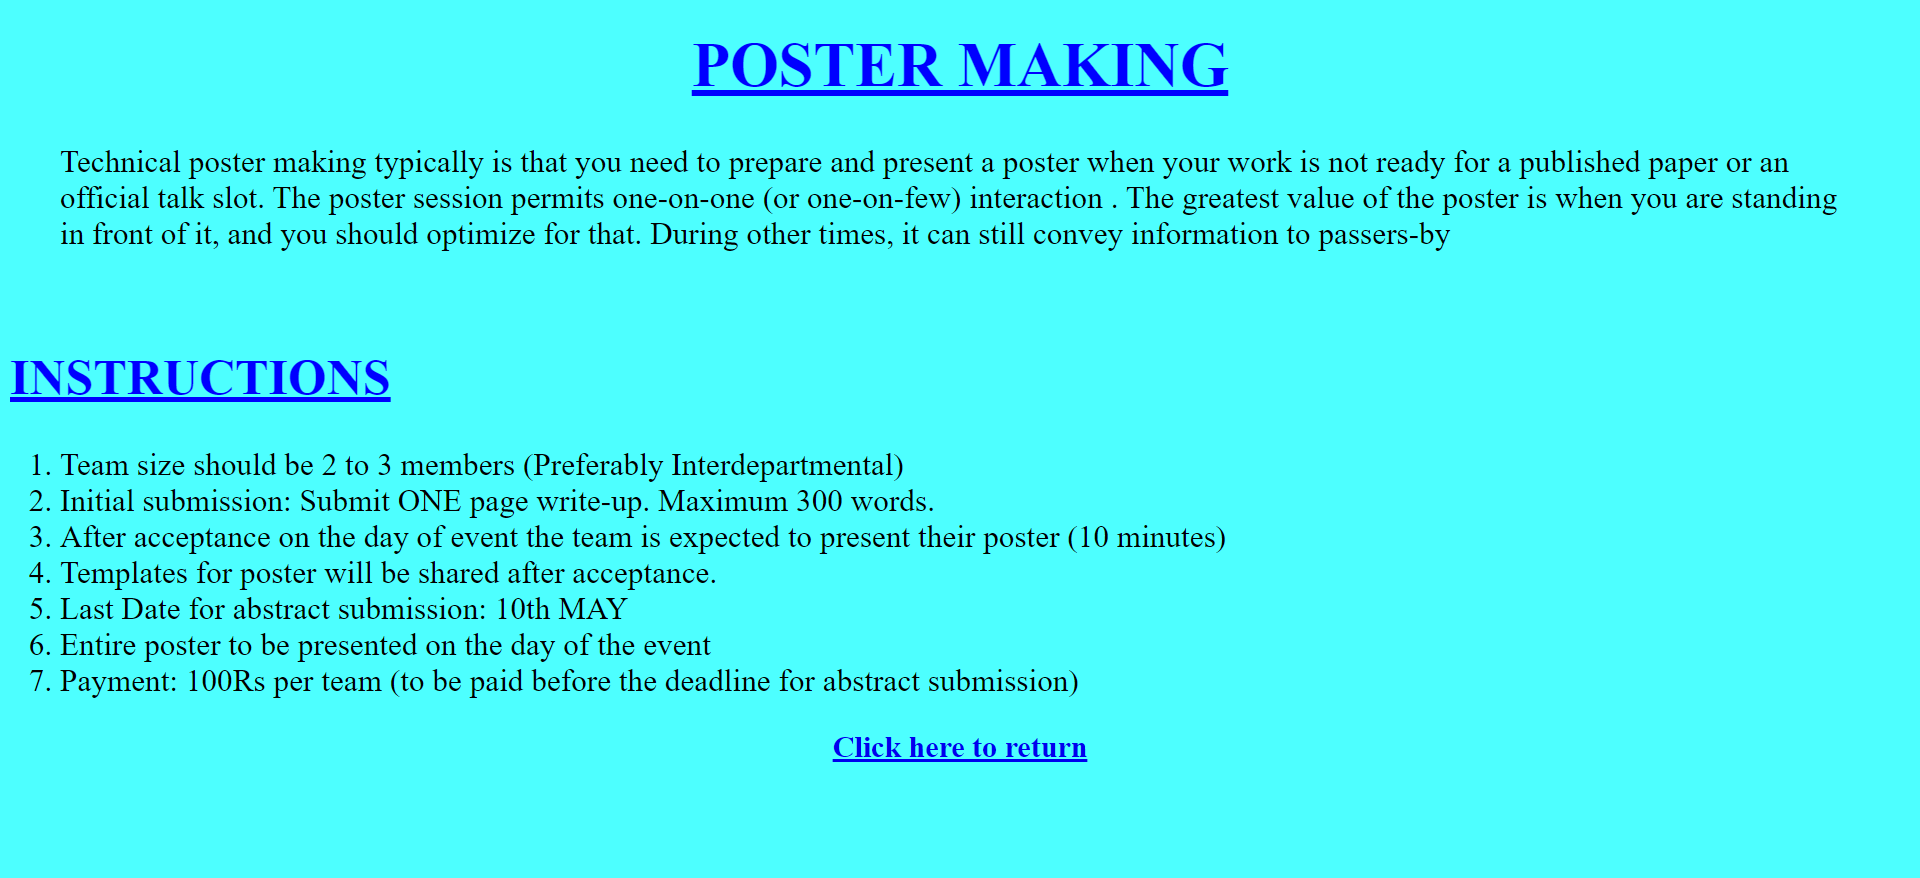 POSTER MAKING
Technical poster making typically is that you need to prepare and present a poster when your work is not ready for a published paper or an
official talk slot. The poster session permits one-on-one (or one-on-few) interaction . The greatest value of the poster is when you are standing
in front of it, and you should optimize for that. During other times, it can still convey information to passers-by
INSTRUCTIONS
1. Team size should be 2 to 3 members (Preferably Interdepartmental)
2. Initial submission: Submit ONE page write-up. Maximum 300 words.
3. After acceptance on the day of event the team is expected to present their poster (10 minutes)
4. Templates for poster will be shared after acceptance.
5. Last Date for abstract submission: 10th MAY
6. Entire poster to be presented on the day of the event
7. Payment: 100Rs per team (to be paid before the deadline for abstract submission)
Click here to return